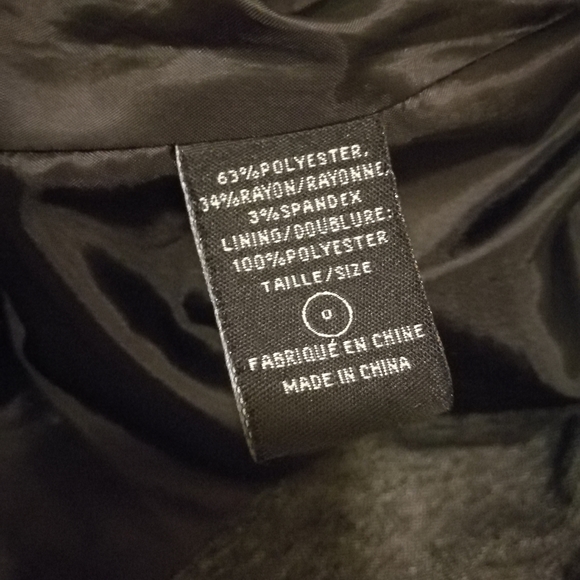 63%POLYESTER,
34%RAYON/RAYONNE,
3%SPANDEX
LINING/DOUBLURE:
100%POLYESTER
TAILLE/SIZE
0
FABRIQUÉ EN CHINE
MADE IN CHINA